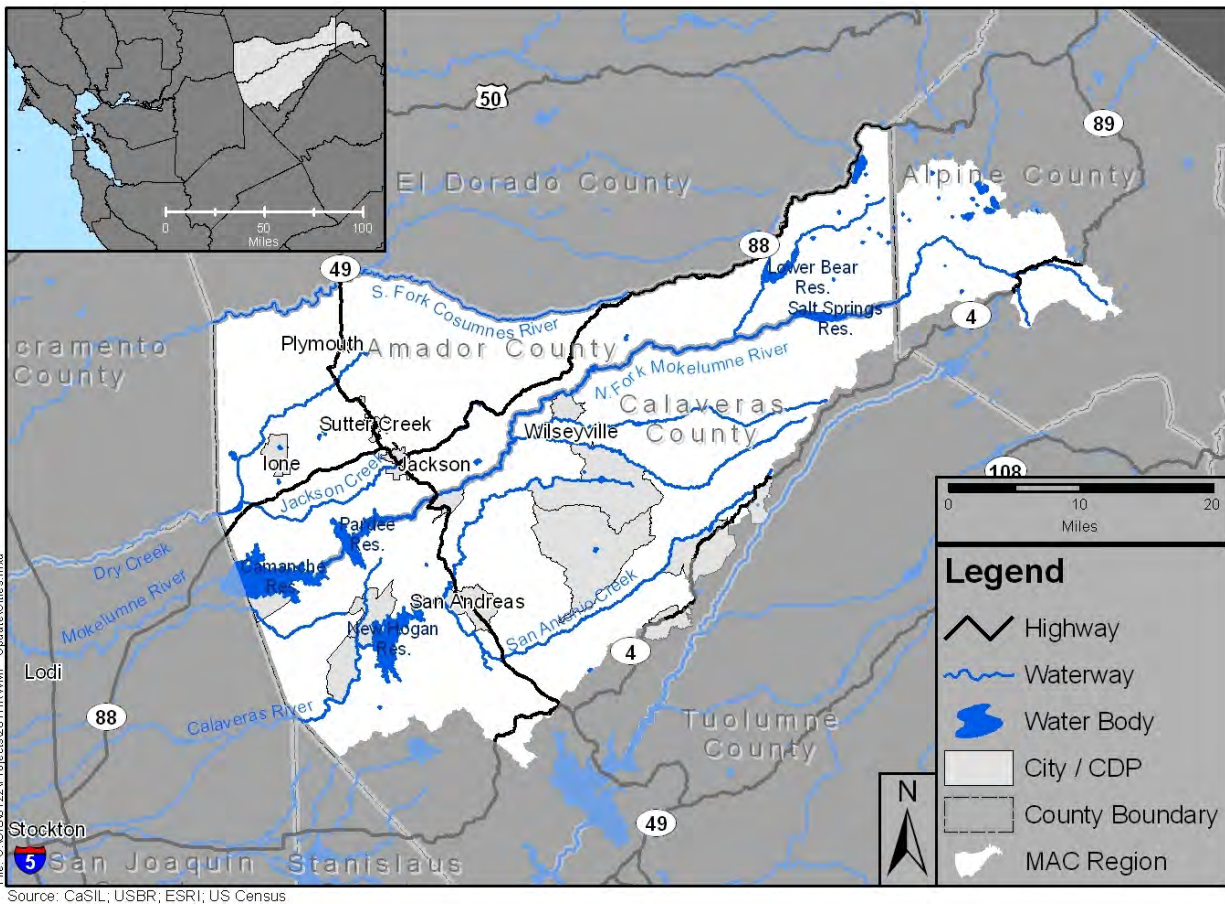 0
50
100
Miles
50
89
El Dorado County
Alpine County
49
88
Lower Bear
Res.
S. Fork Cosumnes River
Salt Springs
Res.
4
Plymouth
Amador County
cramento
County
N.Fork Mokelumne River
Calaveras
County
Sutter Creek
Wilseyville
Ione
Jackson
108
Jackson Creek
0
10
20
Miles
Pardee
Res.
Dry Creek
Camanche
Res.
Legend
Mokelumne River
San Andreas
San Antonio Creek
Highway
New Hogan
Res.
4
Lodi
Waterway
88
Calaveras River
Tuolumne
County
Water Body
City / CDP
N
49
County Boundary
Stockton
5
San Joaquin
Stanislaus
MAC Region
Source: CaSIL; USBR; ESRI; US Census